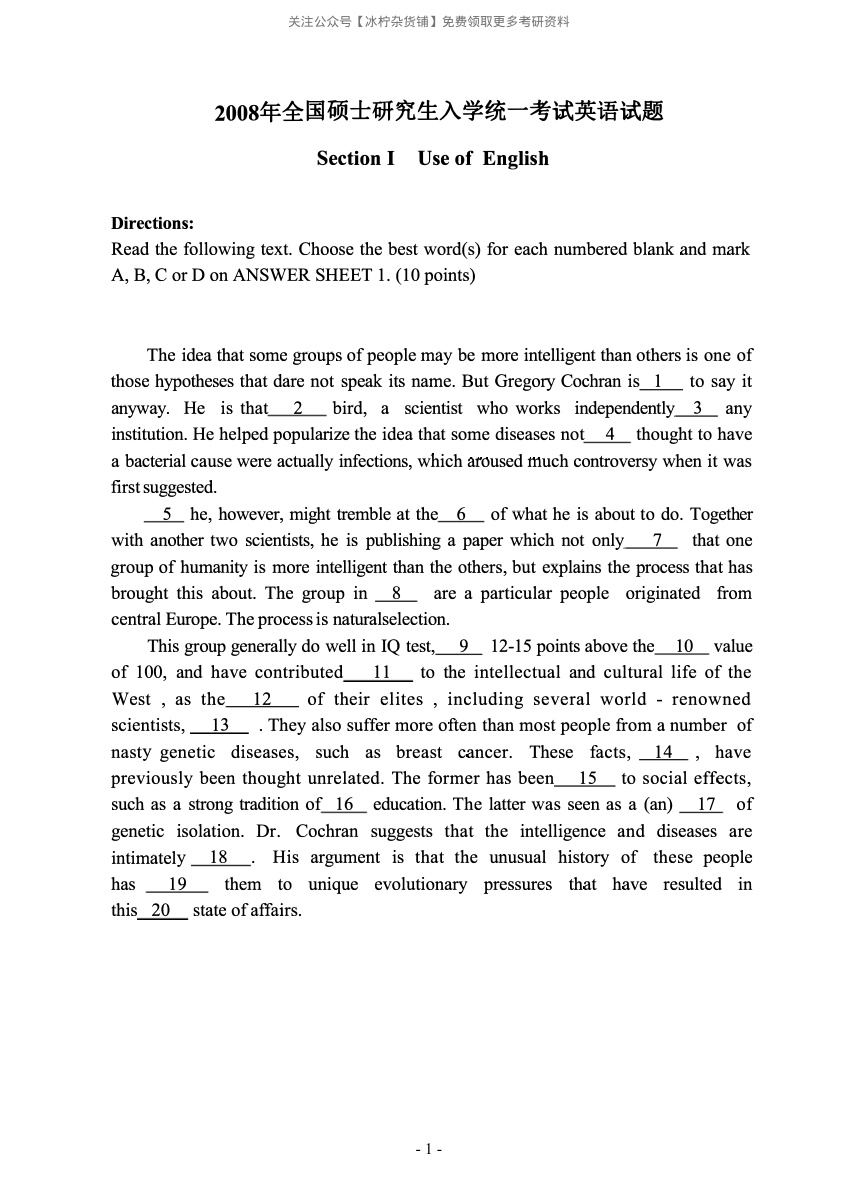 关注公众号【冰柠杂货铺】免费领取更多考研资料
2008年全国硕士研究生入学统一考试英语试题
Section I Use of English
Directions:
Read the following text. Choose the best word(s) for each numbered blank and mark
A, B, C or D on ANSWER SHEET 1. (10 points)
The idea that some groups of people may be more intelligent than others is one of
those hypotheses that dare not speak its name. But Gregory Cochran is 1 to say it
anyway. He is that 2 bird, a scientist who works independently 3 any
institution. He helped popularize the idea that some diseases not 4 thought to have
a bacterial cause were actually infections, which aroused much controversy when it was
first suggested.
5 he, however, might tremble at the 6 of what he is about to do. Together
with another two scientists, he is publishing a paper which not only 7 that one
group of humanity is more intelligent than the others, but explains the process that has
brought this about. The group in 8 are a particular people originated from
central Europe. The process is naturalselection.
This group generally do well in IQ test, 9 12-15 points above the 10 value
of 100, and have contributed 11 to the intellectual and cultural life of the
West , as the 12 of their elites , including several world - renowned
scientists, 13 . They also suffer more often than most people from a number of
nasty genetic diseases, such as breast cancer. These facts, 14 , have
previously been thought unrelated. The former has been 15 to social effects,
such as a strong tradition of 16 education. The latter was seen as a (an) 17 of
genetic isolation. Dr. Cochran suggests that the intelligence and diseases are
intimately 18 . His argument is that the unusual history of these people
has 19 them to unique evolutionary pressures that have resulted in
this 20 state of affairs.
- 1 -